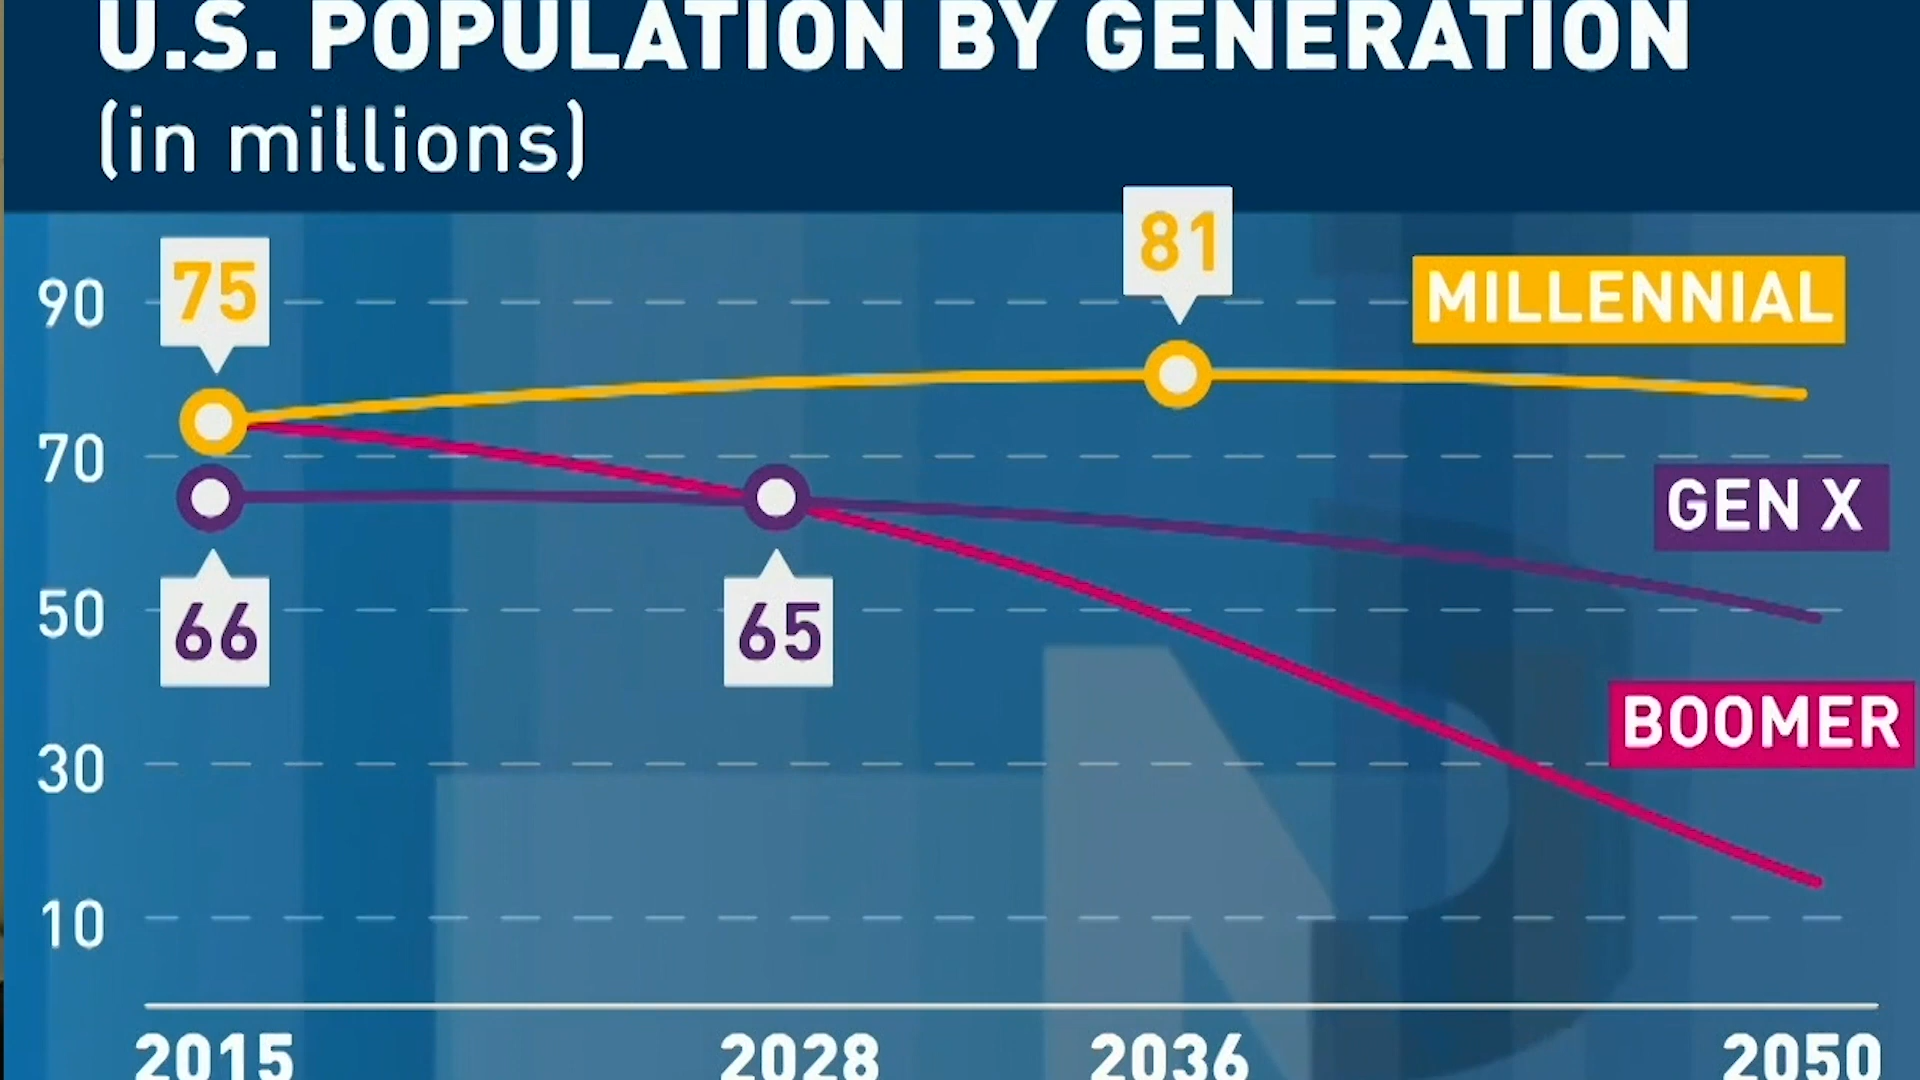 U.S. POPULATION BY GENERATION
(in millions)
81
75
90
MILLENNIAL
70
GEN X
50
66
65
BOOMER
30
10
2015
2028
2036
2050